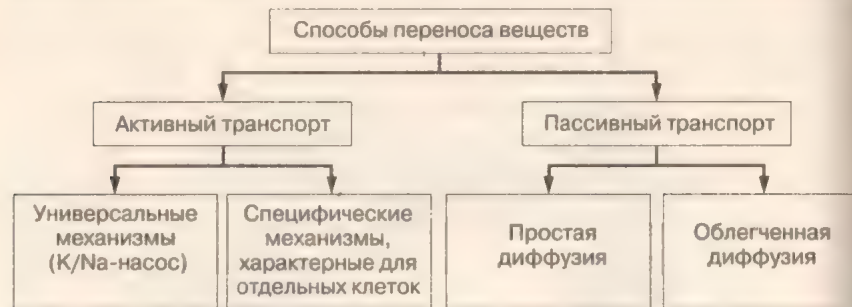 Способы переноса веществ
Активный транспорт
Пассивный транспорт
Универсальные
механизмы
(K/Na-насос)
Специфические
механизмы,
характерные для
отдельных клеток
Простая
диффузия
Облегченная
диффузия